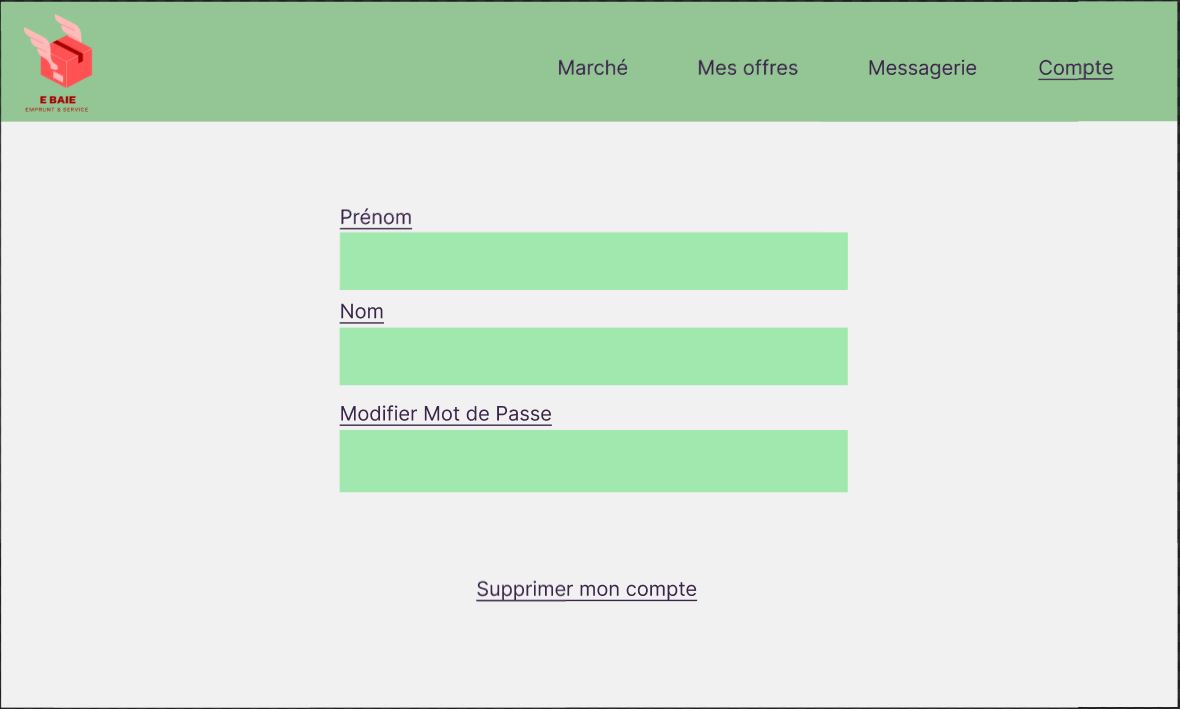 E BAIE
EMPRUNT & SERVICE
Marché
Mes offres
Messagerie
Compte
Prénom
Nom
Modifier Mot de Passe
Supprimer mon compte